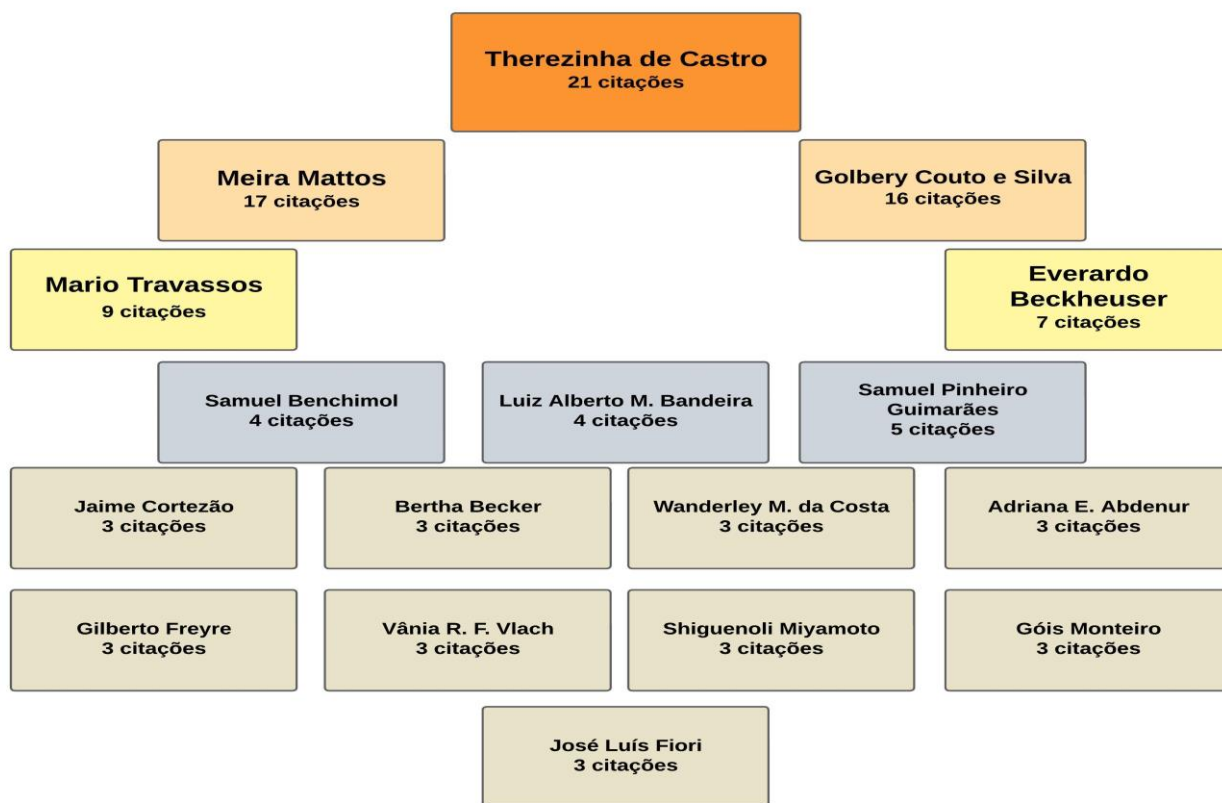 Therezinha de Castro
21 citações
Meira Mattos
17 citações
Golbery Couto e Silva
16 citações
Mario Travassos
9 citações
Everardo
Beckheuser
7 citações
Samuel Benchimol
4 citações
Luiz Alberto M. Bandeira
4 citações
Samuel Pinheiro
Guimarães
5 citações
Jaime Cortezão
3 citações
Bertha Becker
3 citações
Wanderley M. da Costa
3 citações
Adriana E. Abdenur
3 citações
Gilberto Freyre
3 citações
Vânia R. F. Vlach
3 citações
Shiguenoli Miyamoto
3 citações
Góis Monteiro
3 citações
José Luís Fiori
3 citações